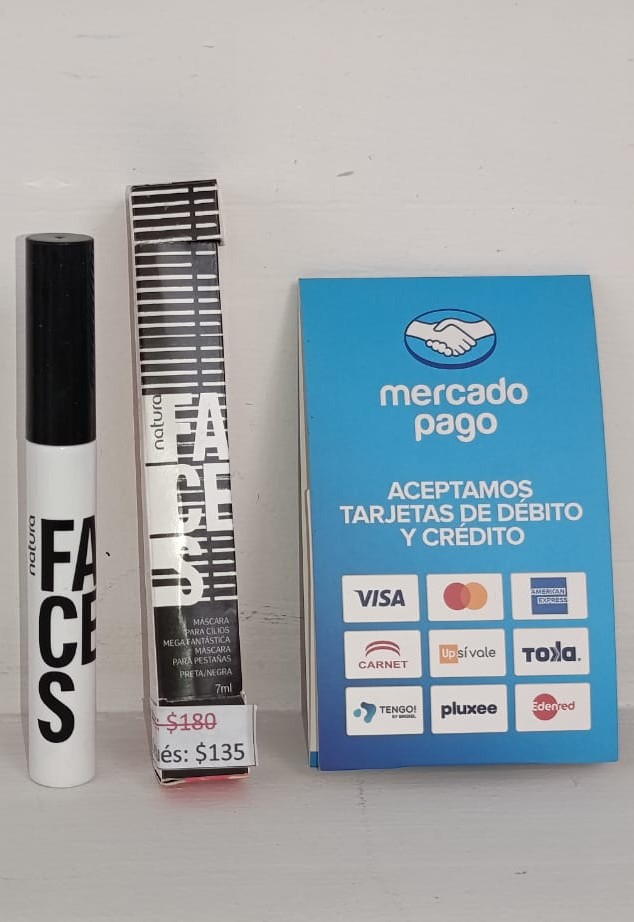 natura
FA
CE
S
natura
FA
CE
S
MÁSCARA
PARA CÍLIOS
MEGA FANTÁSTICA
MÁSCARA
PARA PESTAÑAS
PRETA/NEGRA
7ml
: $180
és: $135
mercado
pago
ACEPTAMOS
TARJETAS DE DÉBITO
Y CRÉDITO
VISA
AMERICAN
EXPRESS
CARNET
Up sí vale
TOKA.
TENGO!
pluxee
Edenred